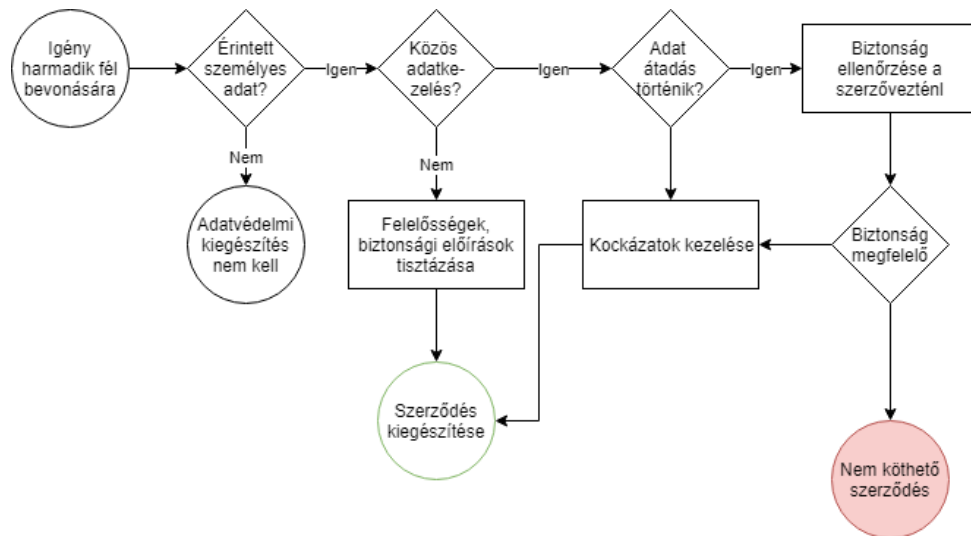 Igény
harmadik fél
bevonására
Érintett
személyes
adat?
Igen
Közös
adatke-
zelés?
Igen
Adat
átadás
történik?
Igen
Biztonság
ellenőrzése a
szerzővezténl
Nem
Nem
Adatvédelmi
kiegészítés
nem kell
Felelősségek,
biztonsági előírások
tisztázása
Kockázatok kezelése
Biztonság
megfelelő
Szerződés
kiegészítése
Nem köthető
szerződés